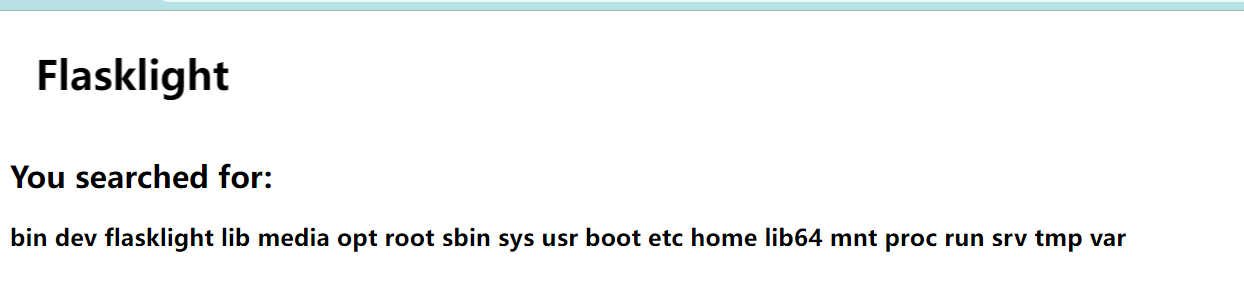 Flasklight
You searched for:
bin dev flasklight lib media opt root sbin sys usr boot etc home lib64 mnt proc run srv tmp var